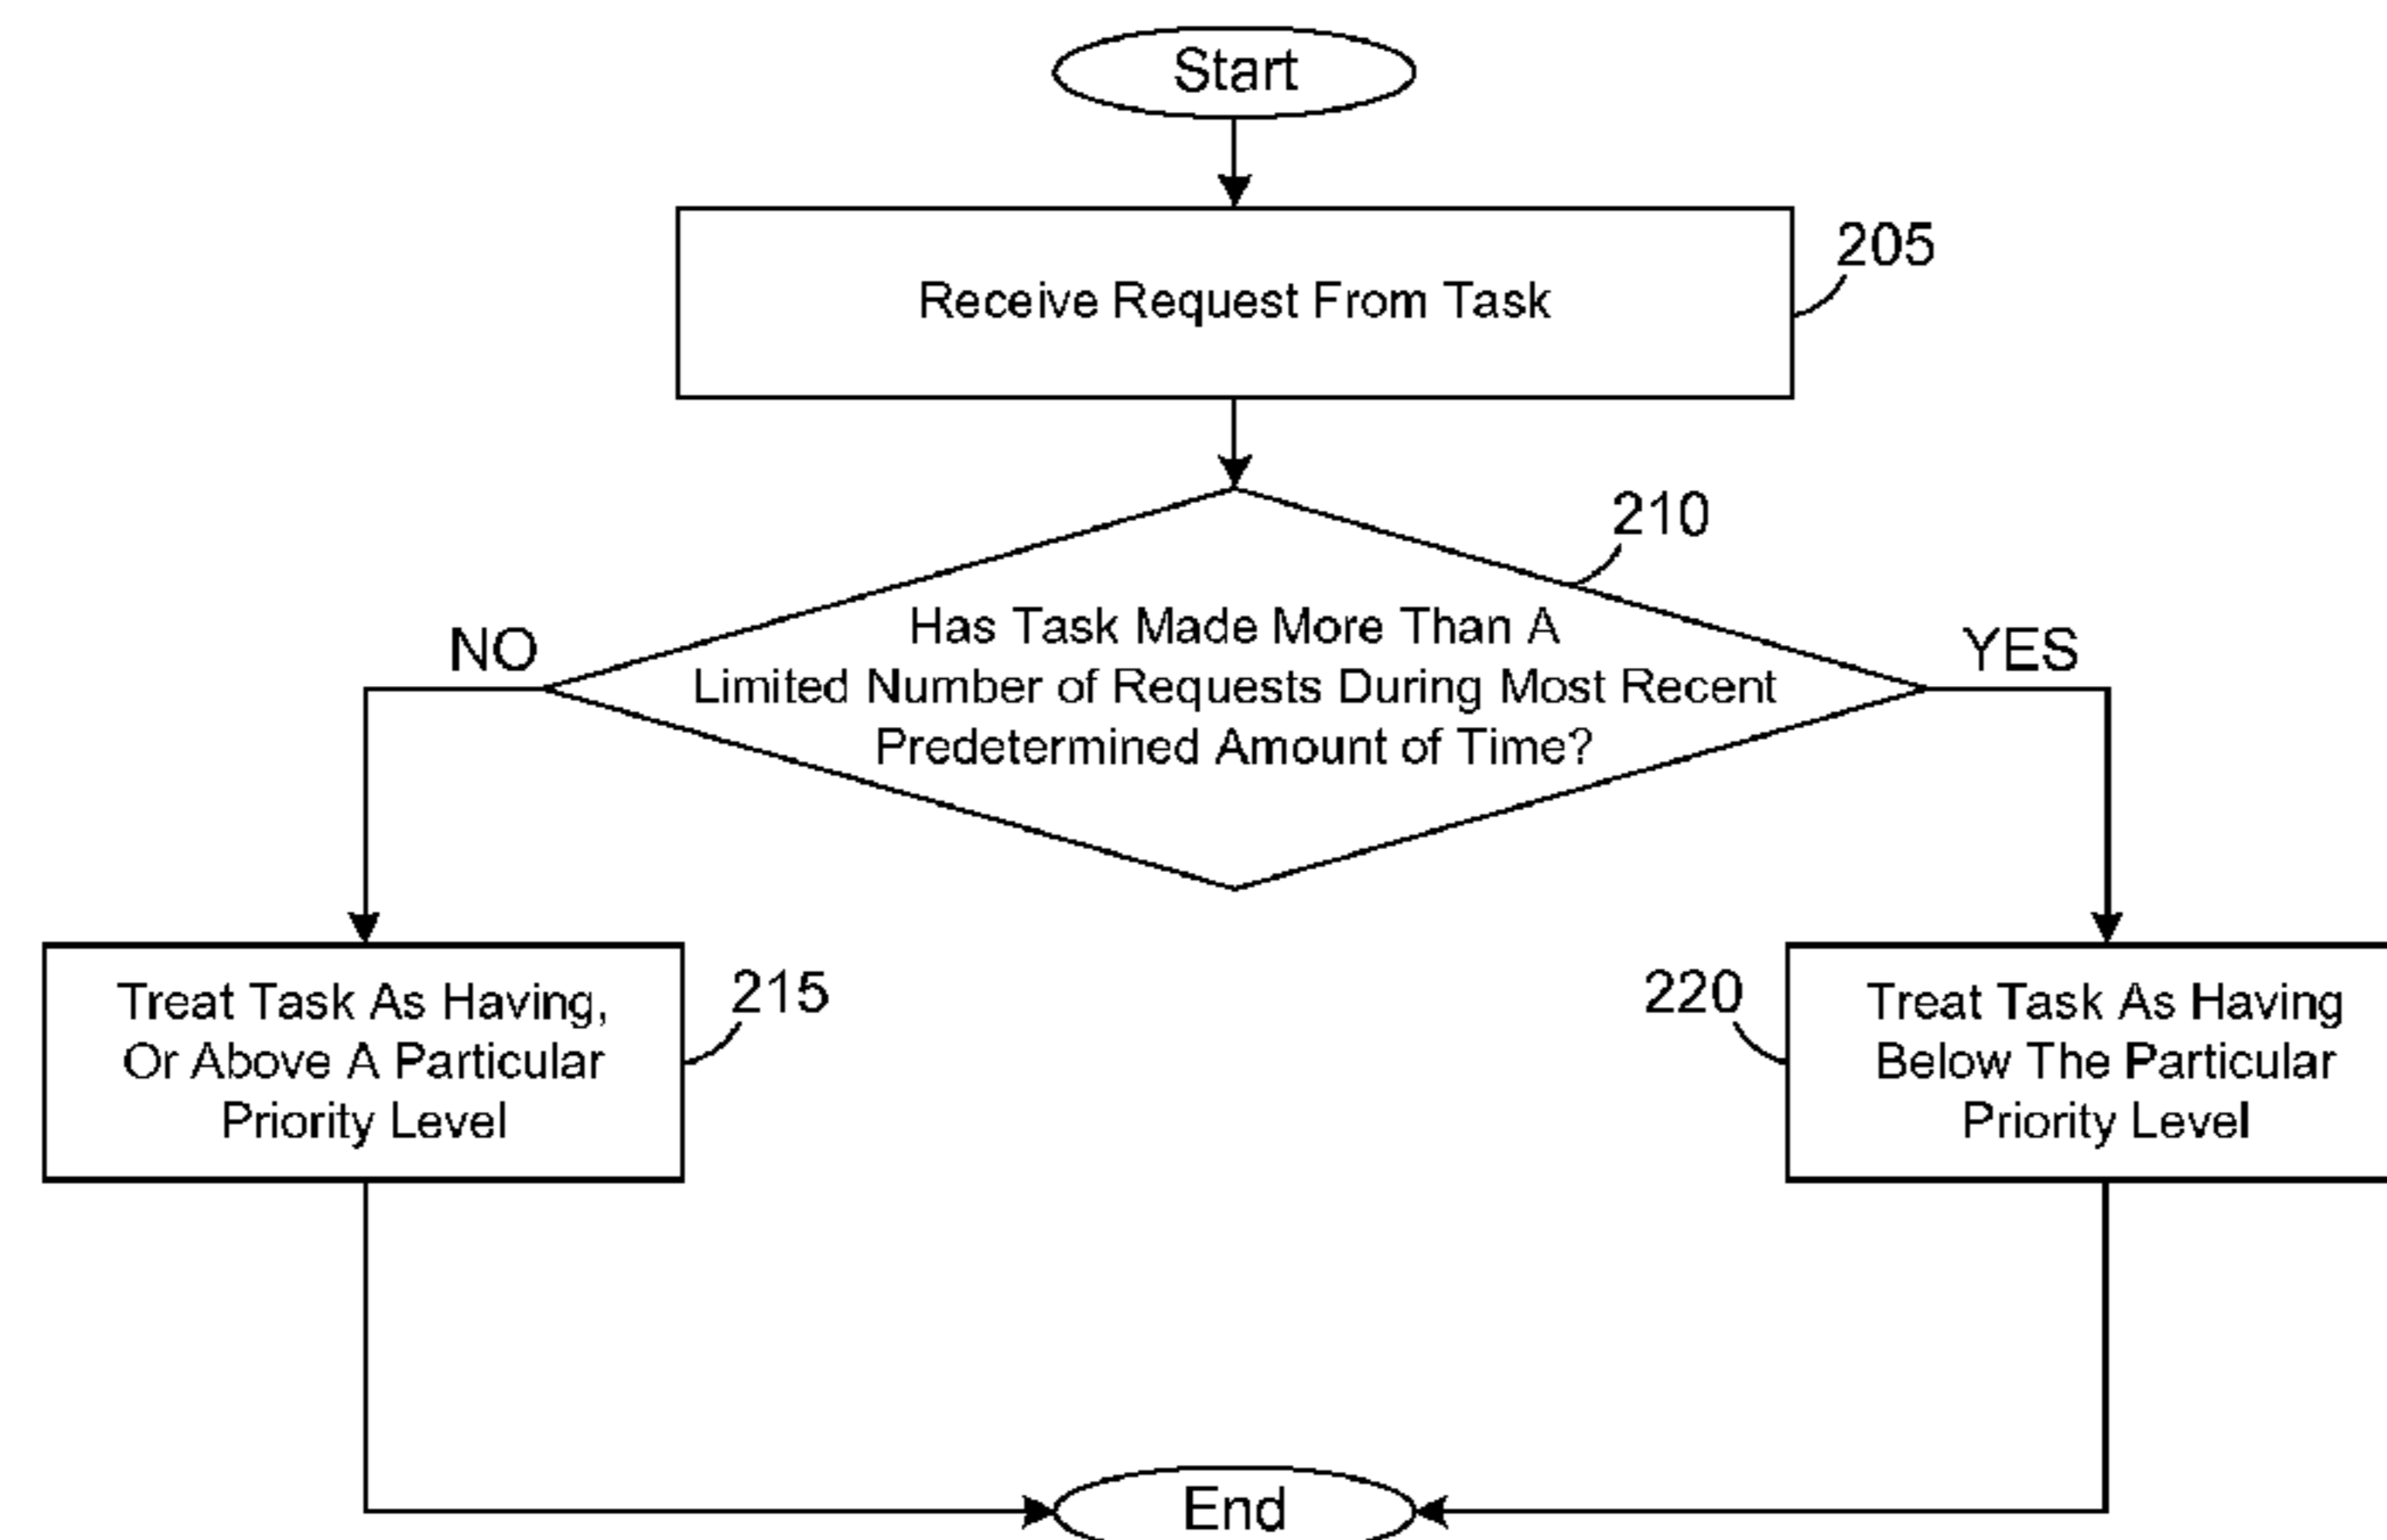 Start
Receive Request From Task
205
210
Has Task Made More Than A
Limited Number of Requests During Most Recent
Predetermined Amount of Time?
NO
YES
Treat Task As Having,
Or Above A Particular
Priority Level
215
220
Treat Task As Having
Below The Particular
Priority Level
End